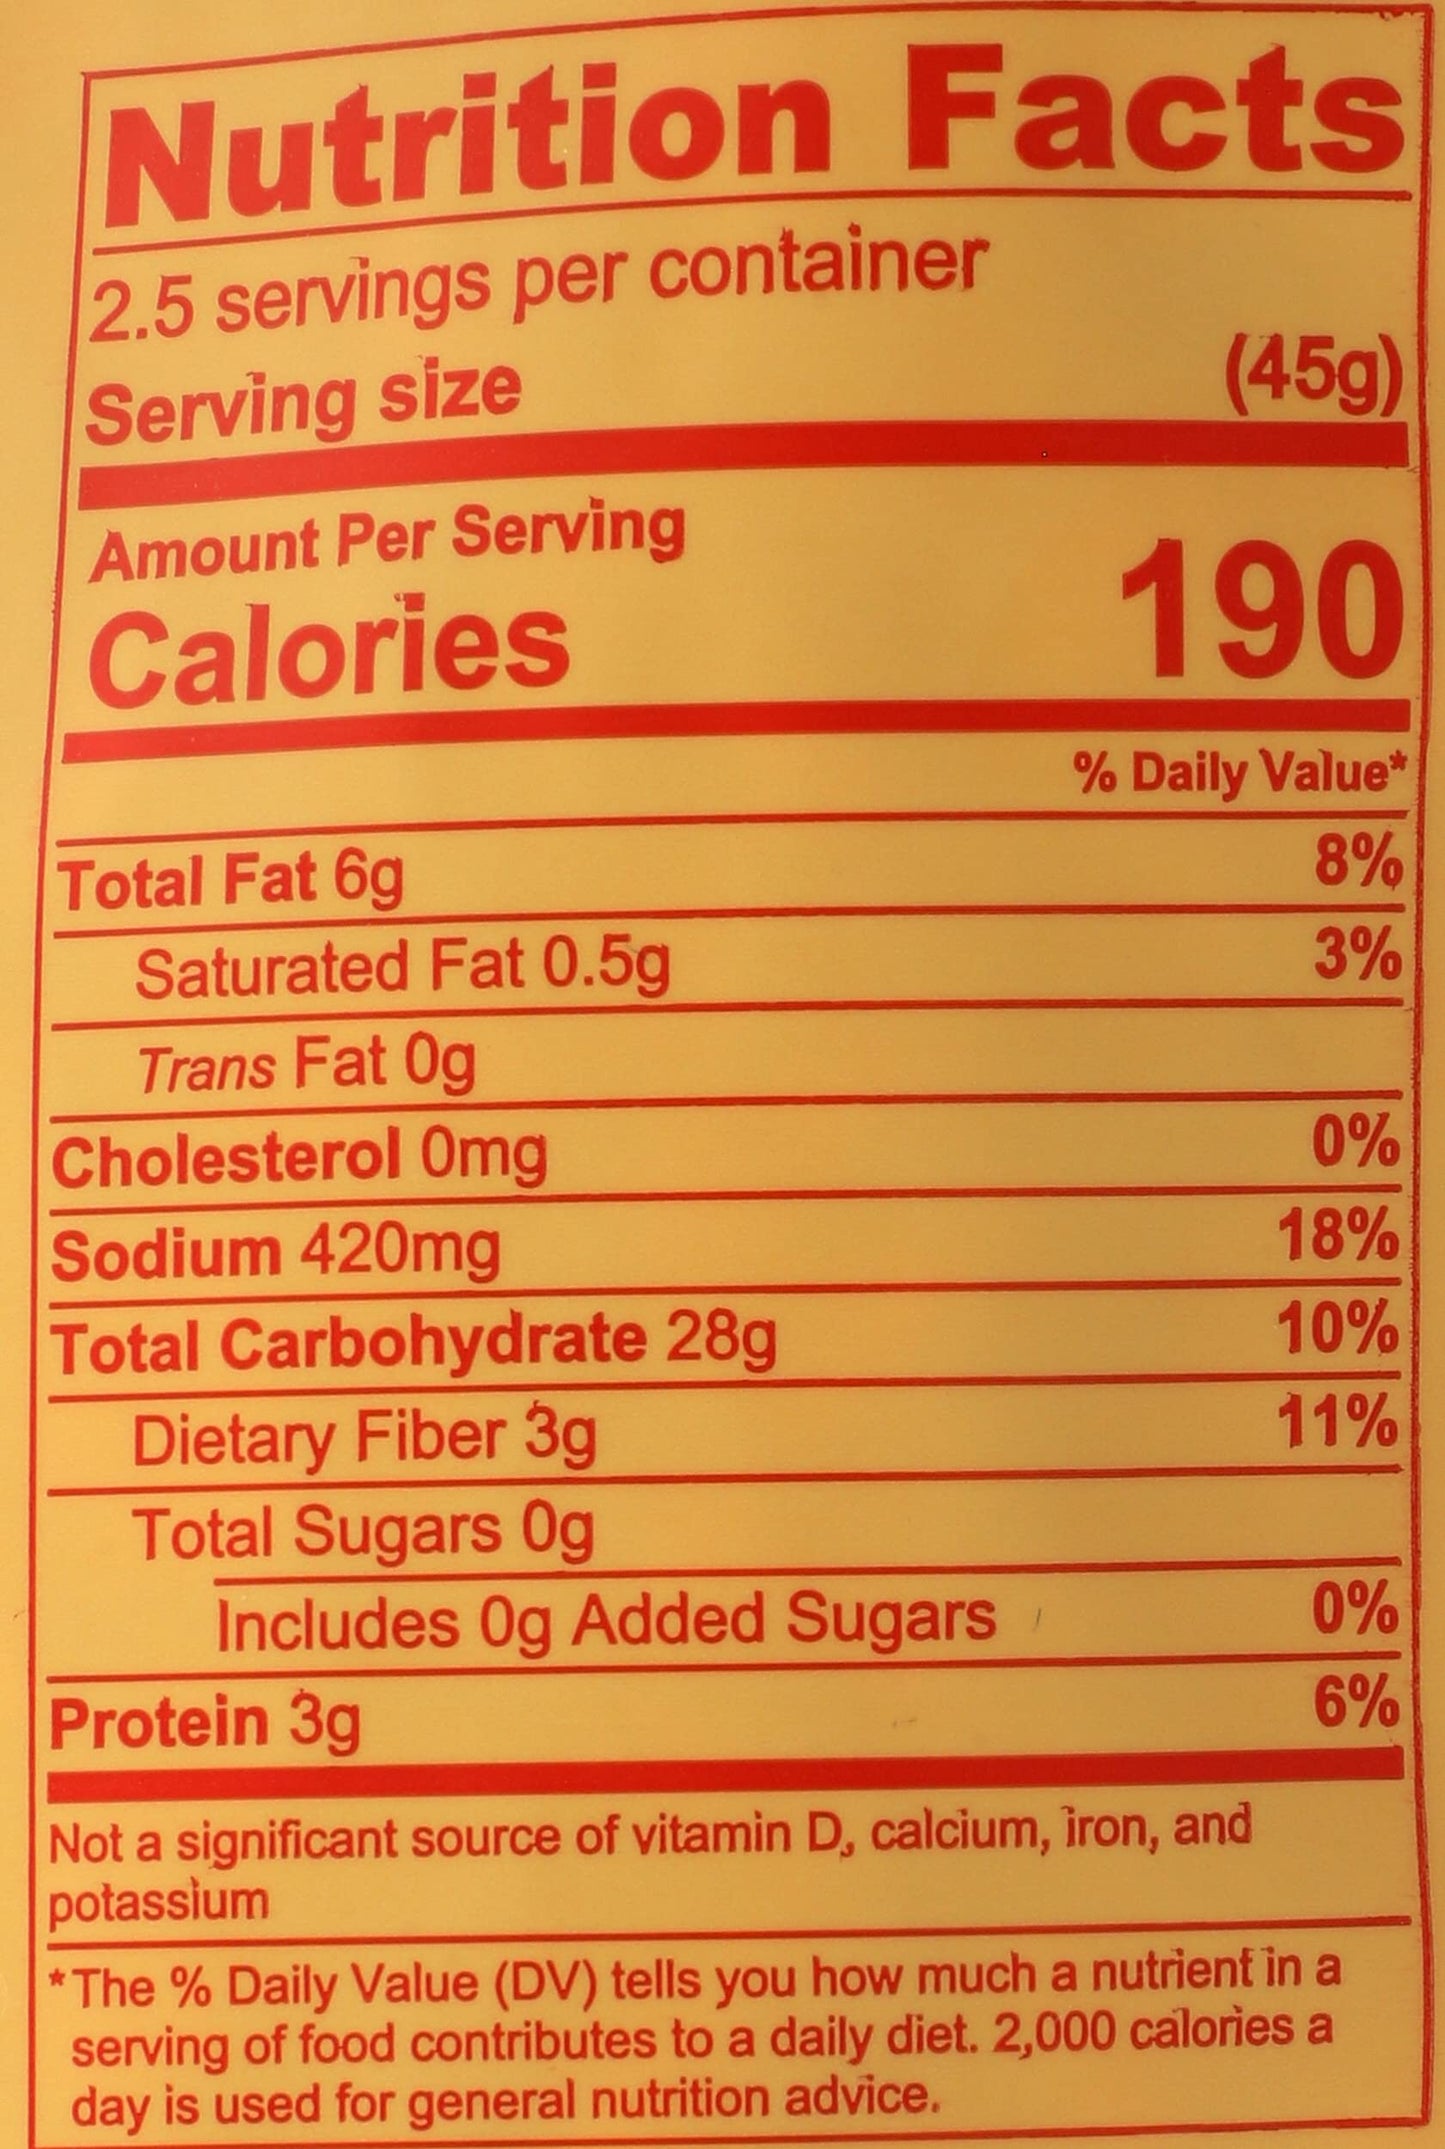 Nutrition Facts
2.5 servings per container
Serving size (45g)
Amount Per Serving
Calories 190
% Daily Value*
Total Fat 6g 8%
Saturated Fat 0.5g 3%
Trans Fat 0g
Cholesterol 0mg 0%
Sodium 420mg 18%
Total Carbohydrate 28g 10%
Dietary Fiber 3g 11%
Total Sugars 0g
Includes 0g Added Sugars 0%
Protein 3g 6%
Not a significant source of vitamin D, calcium, iron, and
potassium
*The % Daily Value (DV) tells you how much a nutrient in a
serving of food contributes to a daily diet. 2,000 calories a
day is used for general nutrition advice.